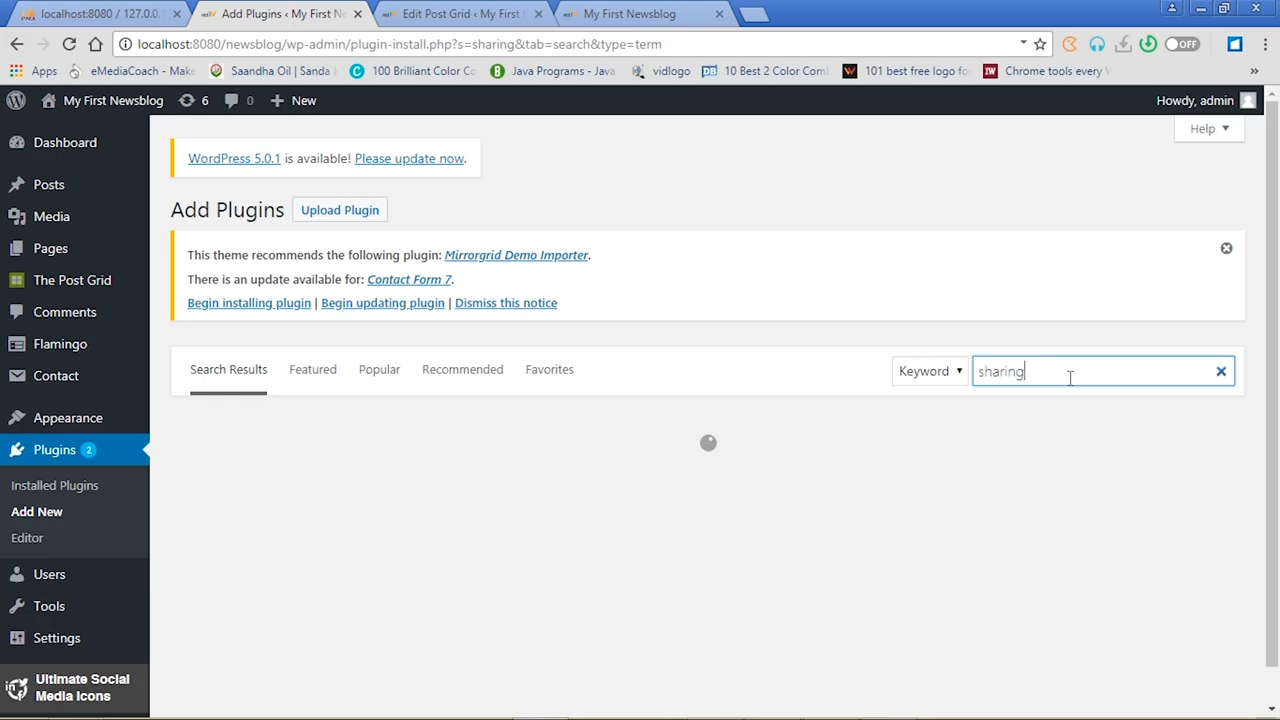 localhost:8080 / 127.0.0.
Add Plugins ‹ My First N
Edit Post Grid ‹ My First
My First Newsblog
localhost:8080/newsblog/wp-admin/plugin-install.php?s=sharing&tab=search&type=term
OFF
Apps
eMediaCoach - Make
Saandha Oil | Sanda
100 Brilliant Color Co
Java Programs - Java
vidlogo
10 Best 2 Color Comb
101 best free logo fo
Chrome tools every
»
My First Newsblog
6
0
New
Howdy, admin
Help
Dashboard
Posts
Media
Pages
The Post Grid
Comments
Flamingo
Contact
Appearance
Plugins 2
Installed Plugins
Add New
Editor
Users
Tools
Settings
Ultimate Social
Media Icons
WordPress 5.0.1 is available! Please update now.
Add Plugins
Upload Plugin
This theme recommends the following plugin: Mirrorgrid Demo Importer.
There is an update available for: Contact Form 7.
Begin installing plugin | Begin updating plugin | Dismiss this notice
Search Results
Featured
Popular
Recommended
Favorites
Keyword
sharing